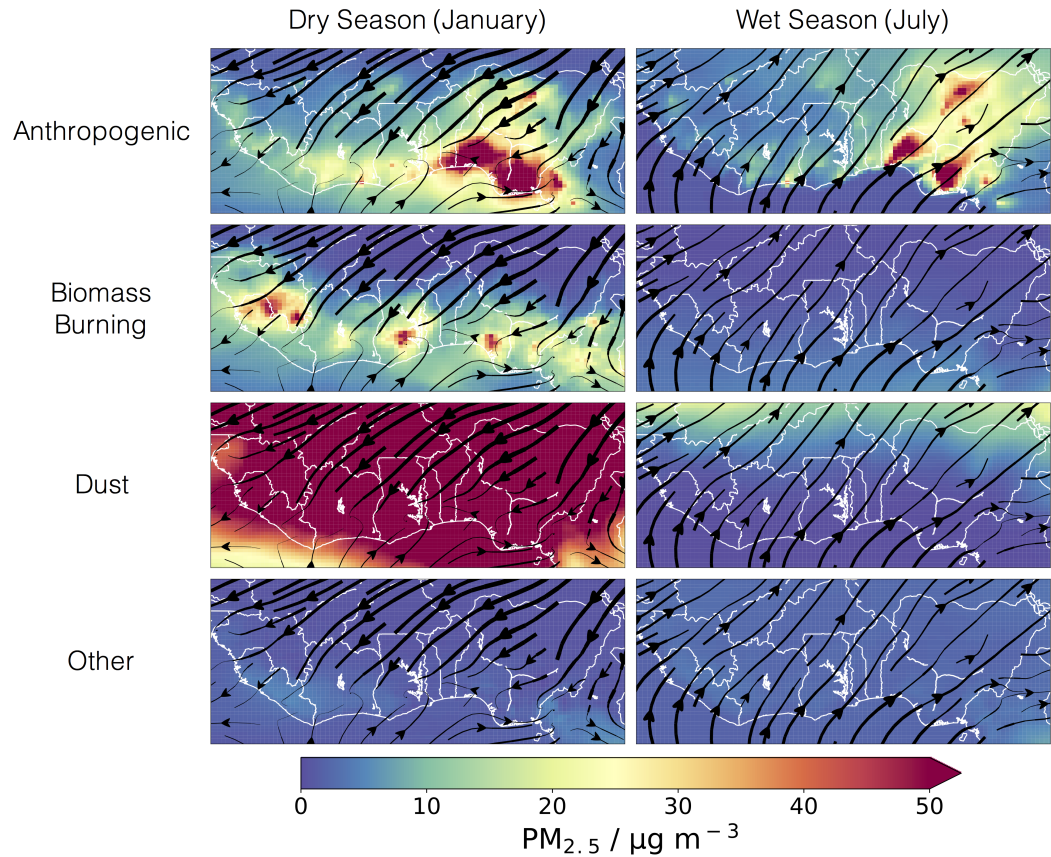 Dry Season (January)
Wet Season (July)
Anthropogenic
Biomass
Burning
Dust
Other
0
10
20
30
40
50
PM₂.₅ / μg m⁻³